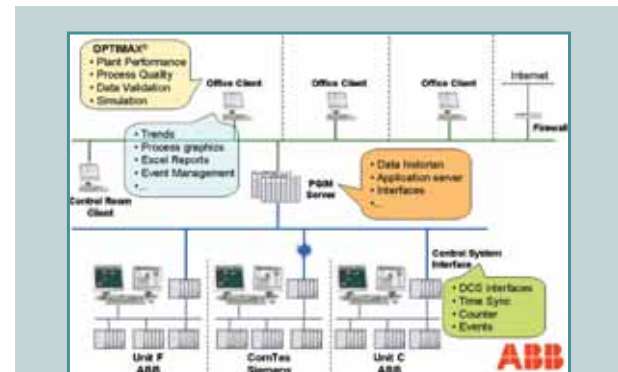 OPTIMAX®
• Plant Performance
• Process Quality
• Data Validation
• Simulation
Office Client
Office Client
Office Client
Internet
Firewall
• Trends
• Process graphics
• Excel Reports
• Event Management
•...
Control Room
Client
PGIM
Server
• Data historian
• Application server
• Interfaces
•...
Control System
Interface
• DCS interfaces
• Time Sync
• Counter
• Events
Unit F
ABB
ComTes
Siemens
Unit C
ABB
ABB